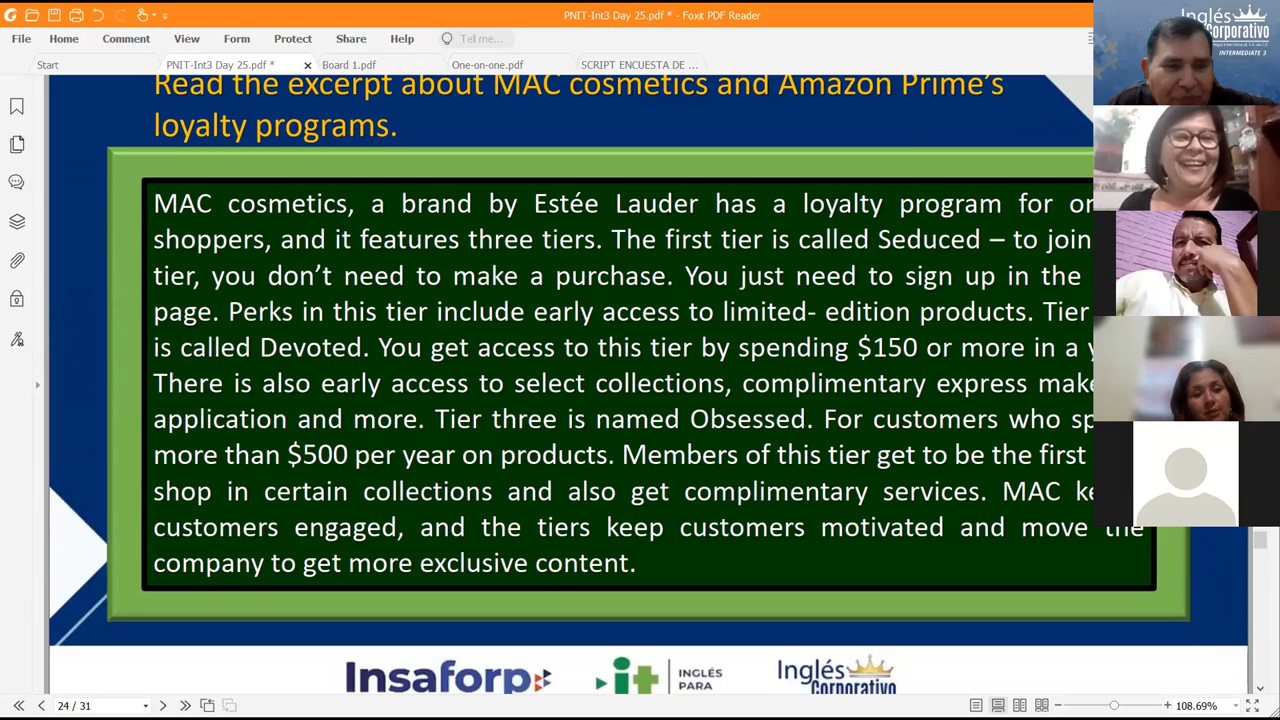 PNIT-Int3 Day 25.pdf * - Foxit PDF Reader
File Home Comment View Form Protect Share Help Tell me...
Start PNIT-Int3 Day 25.pdf * Board 1.pdf One-on-one.pdf SCRIPT ENCUESTA DE ...
Read the excerpt about MAC cosmetics and Amazon Prime's
loyalty programs.
MAC cosmetics, a brand by Estée Lauder has a loyalty program for
shoppers, and it features three tiers. The first tier is called Seduced – to join
tier, you don't need to make a purchase. You just need to sign up in the
page. Perks in this tier include early access to limited- edition products. Tier
is called Devoted. You get access to this tier by spending $150 or more in a
There is also early access to select collections, complimentary express
application and more. Tier three is named Obsessed. For customers who
more than $500 per year on products. Members of this tier get to be the first
shop in certain collections and also get complimentary services. MAC
customers engaged, and the tiers keep customers motivated and move the
company to get more exclusive content.
Insaforp
it
INGLÉS
PARA
Inglés
Corporativo
24 / 31
108.69%
Inglés
Corporativo
INTERMEDIATE 3